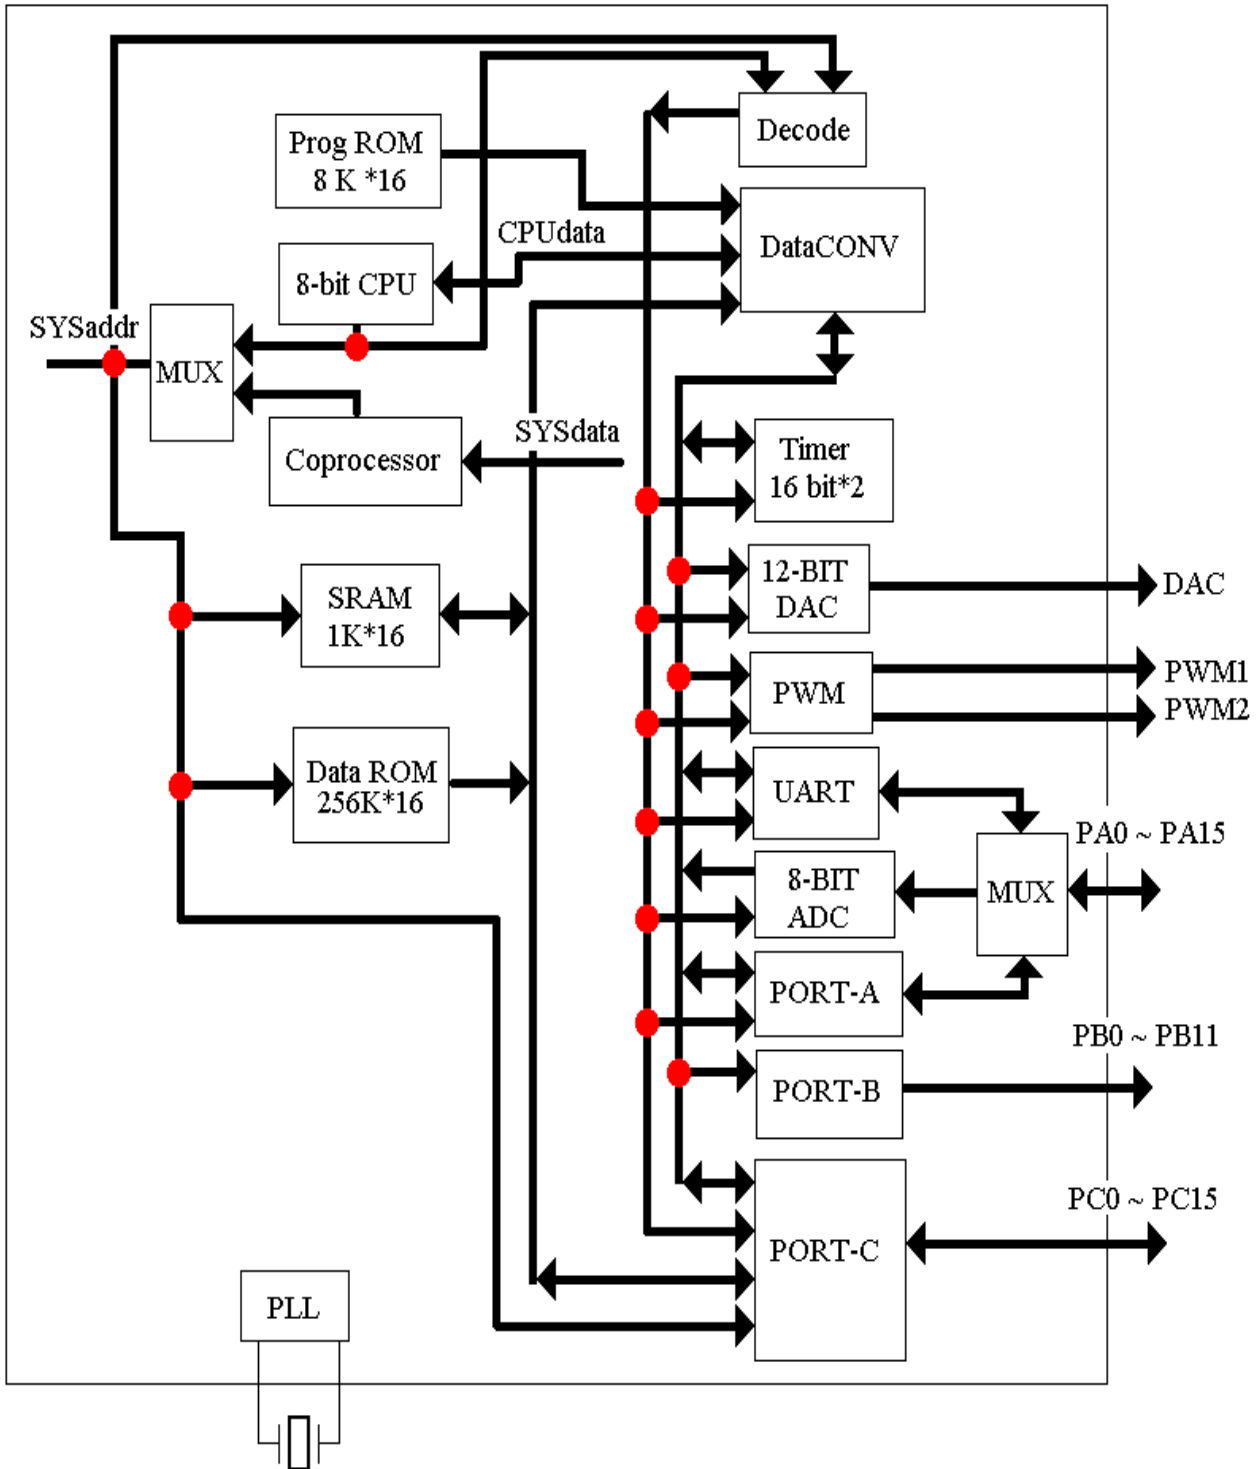 Decode
Prog ROM
8 K *16
CPUdata
DataCONV
8-bit CPU
SYSaddr
MUX
SYSdata
Coprocessor
Timer
16 bit*2
SRAM
1K*16
12-BIT
DAC
DAC
PWM
PWM1
PWM2
Data ROM
256K*16
UART
PA0 ~ PA15
8-BIT
ADC
MUX
PORT-A
PB0 ~ PB11
PORT-B
PC0 ~ PC15
PORT-C
PLL